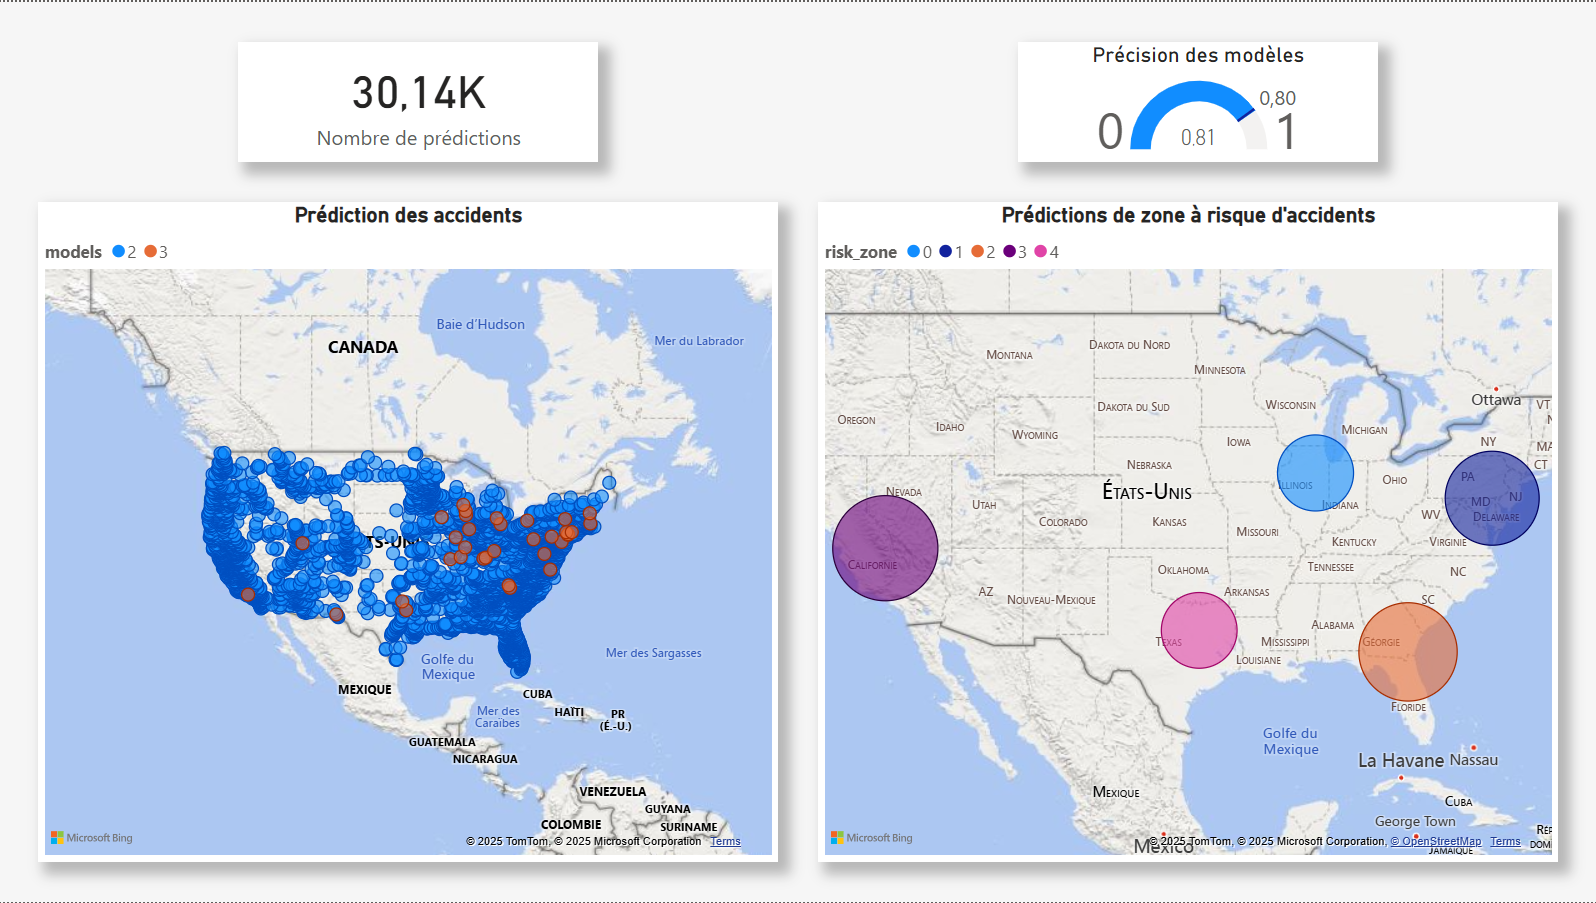 30,14K
Nombre de prédictions
Précision des modèles
0,80
0
0,81
1
Prédiction des accidents
models 2 3
Baie d'Hudson
CANADA
Mer du Labrador
Golfe du
Mexique
Mer des Sargasses
MEXIQUE
CUBA
Mer des
Caraïbes
HAÏTI
PR
(É.-U.)
GUATEMALA
NICARAGUA
VENEZUELA
GUYANA
COLOMBIE
SURINAME
Microsoft Bing
© 2025 TomTom, © 2025 Microsoft Corporation Terms
Prédictions de zone à risque d'accidents
risk_zone 0 1 2 3 4
MONTANA
DAKOTA DU NORD
MINNESOTA
OREGON
IDAHO
WYOMING
DAKOTA DU SUD
WISCONSIN
MICHIGAN
Ottawa
VT
NY
MA
CT
IOWA
NEBRASKA
NEVADA
UTAH
ÉTATS-UNIS
ILLINOIS
INDIANA
OHIO
PA
NJ
MD
DELAWARE
WV
COLORADO
KANSAS
MISSOURI
KENTUCKY
VIRGINIE
CALIFORNIE
OKLAHOMA
TENNESSEE
NC
AZ
NOUVEAU-MEXIQUE
ARKANSAS
SC
TEXAS
MISSISSIPPI
ALABAMA
GÉORGIE
LOUISIANE
FLORIDE
Golfe du
Mexique
La Havane
Nassau
MEXIQUE
CUBA
George Town
Mexico
JAMAÏQUE
Microsoft Bing
© 2025 TomTom, © 2025 Microsoft Corporation, © OpenStreetMap Terms